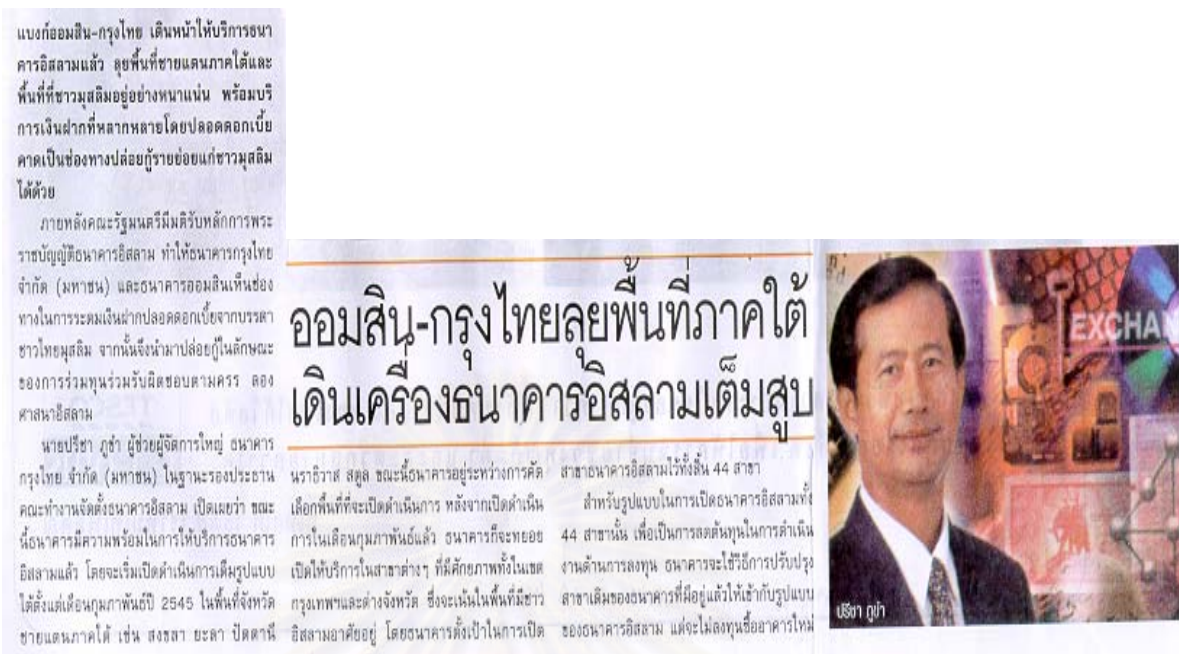 แบงก์ออมสิน-กรุงไทย เดินหน้าให้บริการธนา
คารอิสลามแล้ว ลุยพื้นที่ชายแดนภาคใต้และ
พื้นที่ที่ชาวมุสลิมอยู่อย่างหนาแน่น พร้อมบริ
การเงินฝากที่หลากหลายโดยปลอดดอกเบี้ย
คาดเป็นช่องทางปล่อยกู้รายย่อยแก่ชาวมุสลิม
ได้ด้วย
ภายหลังคณะรัฐมนตรีมีมติรับหลักการพระ
ราชบัญญัติธนาคารอิสลาม ทำให้ธนาคารกรุงไทย
จำกัด (มหาชน) และธนาคารออมสินเห็นช่อง
ทางในการระดมเงินฝากปลอดดอกเบี้ยจากบรรดา
ชาวไทยมุสลิม จากนั้นจึงนำมาปล่อยกู้ในลักษณะ
ของการร่วมทุนร่วมรับผิดชอบตามครร ลอง
ศาสนาอิสลาม
นายปรีชา ภูขำ ผู้ช่วยผู้จัดการใหญ่ ธนาคาร
กรุงไทย จำกัด (มหาชน) ในฐานะรองประธาน
คณะทำงานจัดตั้งธนาคารอิสลาม เปิดเผยว่า ขณะ
นี้ธนาคารมีความพร้อมในการให้บริการธนาคาร
อิสลามแล้ว โดยจะเริ่มเปิดดำเนินการเต็มรูปแบบ
ได้ตั้งแต่เดือนกุมภาพันธ์ปี 2545 ในพื้นที่จังหวัด
ชายแดนภาคใต้ เช่น สงขลา ยะลา ปัตตานี
ออมสิน-กรุงไทยลุยพื้นที่ภาคใต้
เดินเครื่องธนาคารอิสลามเต็มสูบ
นราธิวาส สตูล ขณะนี้ธนาคารอยู่ระหว่างการคัด
เลือกพื้นที่ที่จะเปิดดำเนินการ หลังจากเปิดดำเนิน
การในเดือนกุมภาพันธ์แล้ว ธนาคารก็จะทยอย
เปิดให้บริการในสาขาต่างๆ ที่มีศักยภาพทั้งในเขต
กรุงเทพฯและต่างจังหวัด ซึ่งจะเน้นในพื้นที่มีชาว
อิสลามอาศัยอยู่ โดยธนาคารตั้งเป้าในการเปิด
สาขาธนาคารอิสลามไว้ทั้งสิ้น 44 สาขา
สำหรับรูปแบบในการเปิดธนาคารอิสลามทั้ง
44 สาขานั้น เพื่อเป็นการลดต้นทุนในการดำเนิน
งานด้านการลงทุน ธนาคารจะใช้วิธีการปรับปรุง
สาขาเดิมของธนาคารที่มีอยู่แล้วให้เข้ากับรูปแบบ
ของธนาคารอิสลาม แต่จะไม่ลงทุนซื้ออาคารใหม่
EXCHAN
ปรีชา ภูขำ